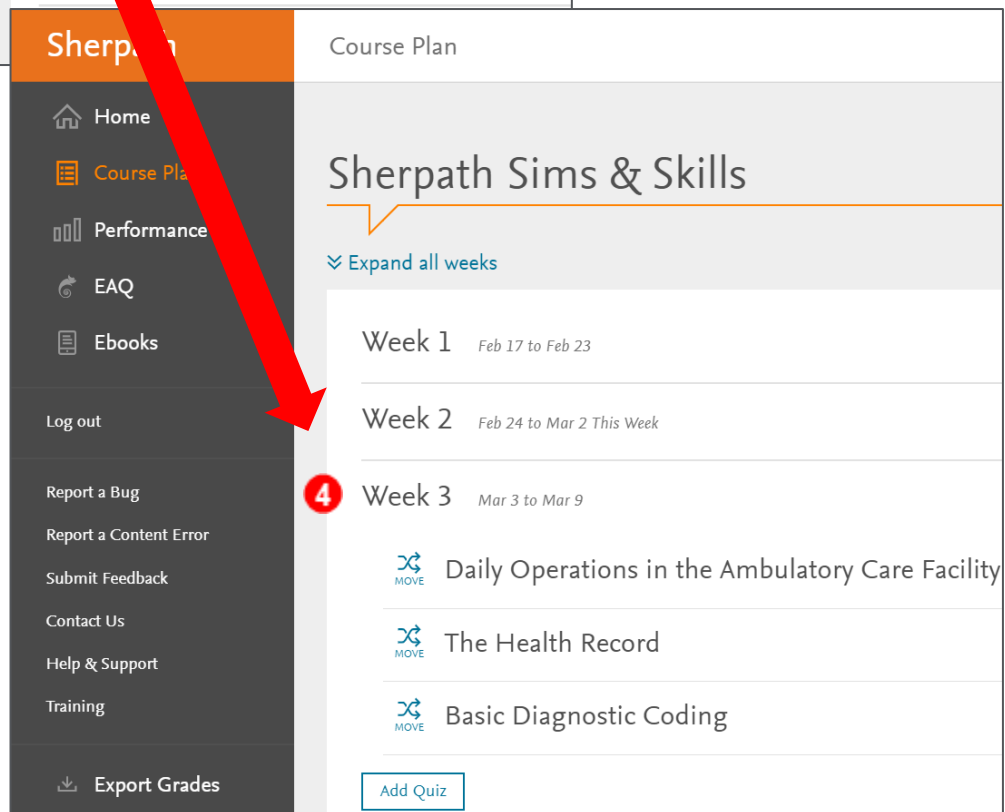 Sherpath
Course Plan
Home
Course Plan
Performance
EAQ
Ebooks
Log out
Report a Bug
Report a Content Error
Submit Feedback
Contact Us
Help & Support
Training
Export Grades
Sherpath Sims & Skills
Expand all weeks
Week 1 Feb 17 to Feb 23
Week 2 Feb 24 to Mar 2 This Week
4 Week 3 Mar 3 to Mar 9
MOVE Daily Operations in the Ambulatory Care Facility
MOVE The Health Record
MOVE Basic Diagnostic Coding
Add Quiz